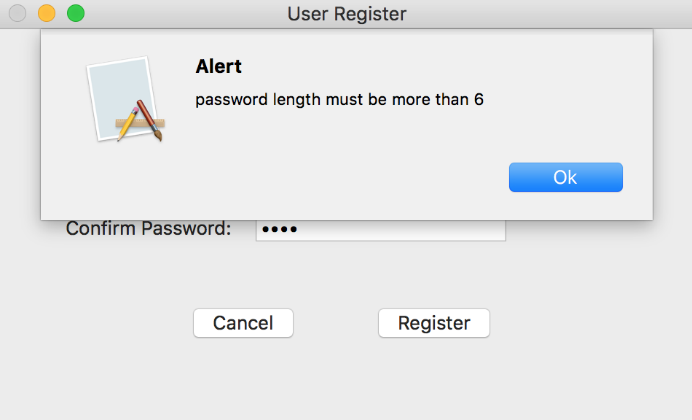 User Register
Alert
password length must be more than 6
Ok
Confirm Password: ••••
Cancel Register